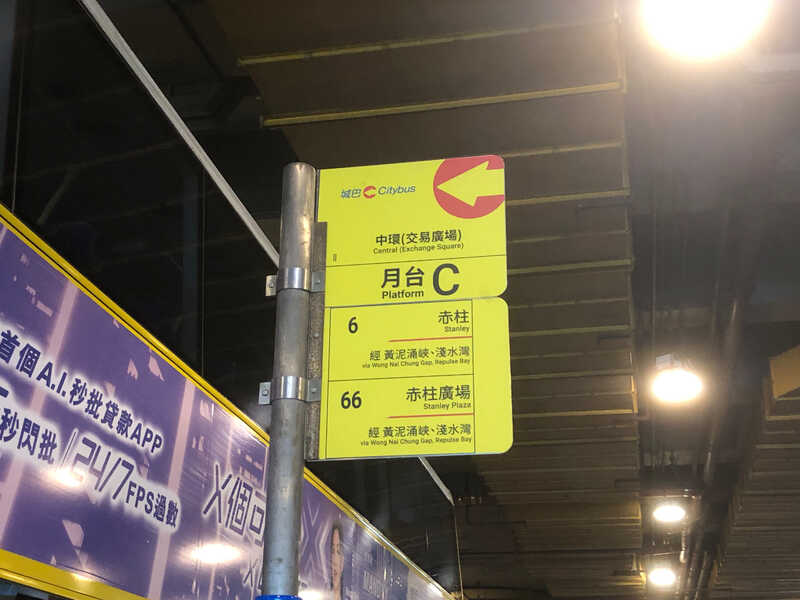 城巴 Citybus
中環(交易廣場)
Central (Exchange Square)
月台 C
Platform
6 赤柱
Stanley
經 黃泥涌峽、淺水灣
via Wong Nai Chung Gap, Repulse Bay
66 赤柱廣場
Stanley Plaza
經 黃泥涌峽、淺水灣
via Wong Nai Chung Gap, Repulse Bay
首個A.I.秒批貸款APP
秒閃批 24/7 FPS過數
X個